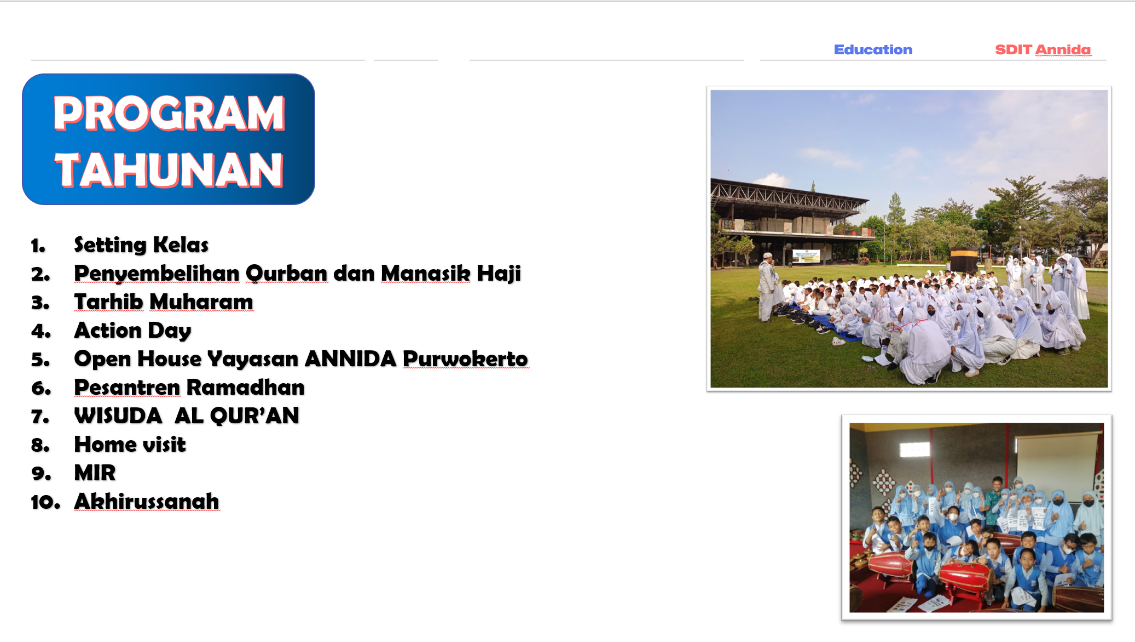 Education
SDIT Annida
PROGRAM
TAHUNAN
1. Setting Kelas
2. Penyembelihan Qurban dan Manasik Haji
3. Tarhib Muharam
4. Action Day
5. Open House Yayasan ANNIDA Purwokerto
6. Pesantren Ramadhan
7. WISUDA AL QUR’AN
8. Home visit
9. MIR
10. Akhirussanah